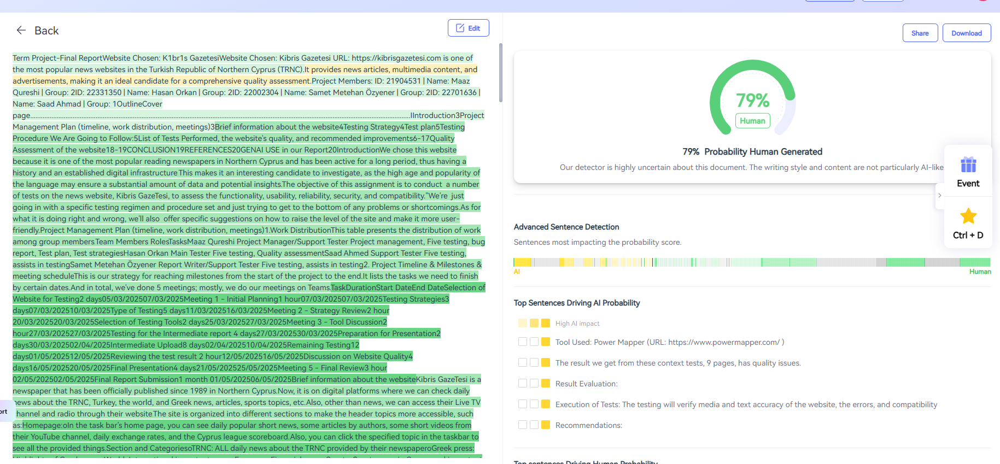 Back
Edit
Term Project-Final ReportWebsite Chosen: K1br1s GazetesiWebsite Chosen: Kibris Gazetesi URL: https://kibrisgazetesi.com is one of
the most popular news websites in the Turkish Republic of Northern Cyprus (TRNC).It provides news articles, multimedia content, and
advertisements, making it an ideal candidate for a comprehensive quality assessment.Project Members: ID: 21904531 | Name: Maaz
Qureshi | Group: 2ID: 22331350 | Name: Hasan Orkan | Group: 2ID: 22002304 | Name: Samet Metehan Özyener | Group: 2ID: 22701636 |
Name: Saad Ahmad | Group: 1OutlineCover
page............................................................................................................................................................................................................IIntroduction3Project
Management Plan (timeline, work distribution, meetings)3Brief information about the website4Testing Strategy4Test plan5Testing
Procedure We Are Going to Follow:5List of Tests Performed, the website's quality, and recommended improvements6-17Quality
Assessment of the website18-19CONCLUSION19REFERENCES20GENAI USE in our Report20IntroductionWe chose this website
because it is one of the most popular reading newspapers in Northern Cyprus and has been active for a long period, thus having a
history and an established digital infrastructure This makes it an interesting candidate to investigate, as the high age and popularity of
the language may ensure a substantial amount of data and potential insights.The objective of this assignment is to conduct  a number
of tests on the news website, Kibris GazeTesi, to assess the functionality, usability, reliability, security, and compatibility."We're  just
going in with a specific testing regimen and procedure set and just trying to get to the bottom of any problems or shortcomings.As for
what it is doing right and wrong, we'll also  offer specific suggestions on how to raise the level of the site and make it more user-
friendly.Project Management Plan (timeline, work distribution, meetings)1.Work DistributionThis table presents the distribution of work
among group members.Team Members RolesTasksMaaz Qureshi Project Manager/Support Tester Project management, Five testing, bug
report, Test plan, Test strategiesHasan Orkan Main Tester Five testing, Quality assessmentSaad Ahmed Support Tester Five testing,
assists in testingSamet Metehan Özyener Report Writer/Support Tester Five testing, assists in testing2. Project Timeline & Milestones &
meeting scheduleThis is our strategy for reaching milestones from the start of the project to the end.It lists the tasks we need to finish
by certain dates.And in total, we've done 5 meetings; mostly, we do our meetings on Teams.TaskDurationStart DateEnd DateSelection of
Website for Testing2 days05/03/202507/03/2025Meeting 1 - Initial Planning1 hour07/03/202507/03/2025Testing Strategies3
days07/03/202510/03/2025Type of Testing5 days11/03/202516/03/2025Meeting 2 - Strategy Review2 hour
20/03/202520/03/2025Selection of Testing Tools2 days25/03/202527/03/2025Meeting 3 - Tool Discussion2
hour27/03/202527/03/2025Testing for the Intermediate report 4 days27/03/202530/03/2025Preparation for Presentation2
days30/03/202502/04/2025Intermediate Upload8 days02/04/202510/04/2025Remaining Testing12
days01/05/202512/05/2025Reviewing the test result 2 hour12/05/202516/05/2025Discussion on Website Quality4
days16/05/202520/05/2025Final Presentation4 days21/05/202525/05/2025Meeting 5 - Final Review3 hour
02/05/202502/05/2025Final Report Submission1 month 01/05/202506/05/2025Brief information about the websiteKibris GazeTesi is a
newspaper that has been officially published since 1989 in Northern Cyprus.Now, it is on digital platforms where we can check daily
news about the TRNC, Turkey, the world, and Greek news, articles, sports topics, etc.Also, other than news, we can access their Live TV
channel and radio through their website.The site is organized into different sections to make the header topics more accessible, such
as:Homepage:oIn the task bar's home page, you can see daily popular short news, some articles by authors, some short videos from
their YouTube channel, daily exchange rates, and the Cyprus league scoreboard.Also, you can click the specified topic in the taskbar to
see all the provided things.Section and CategoriesoTRNC: ALL daily news about the TRNC provided by their newspaperoGreek press:
ort
Share
Download
79%
Human
79% Probability Human Generated
Our detector is highly uncertain about this document. The writing style and content are not particularly AI-like
Event
Ctrl + D
Advanced Sentence Detection
Sentences most impacting the probability score.
AI
Human
Top Sentences Driving AI Probability
High AI impact
Tool Used: Power Mapper (URL: https://www.powermapper.com/ )
The result we get from these context tests, 9 pages, has quality issues.
Result Evaluation:
Execution of Tests: The testing will verify media and text accuracy of the website, the errors, and compatibility
Recommendations:
Top sentences Driving Human Probability